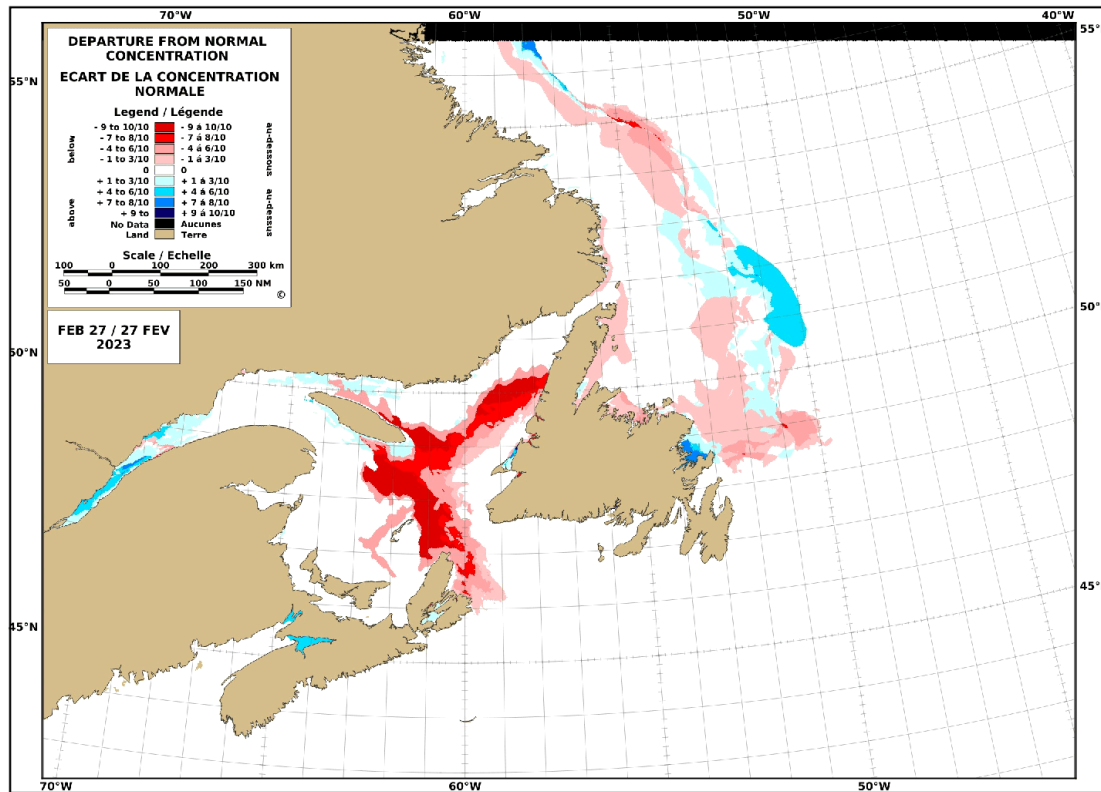 70°W 60°W 50°W 40°W
DEPARTURE FROM NORMAL
CONCENTRATION
ECART DE LA CONCENTRATION
NORMALE
Legend / Légende
- 9 to 10/10 - 9 á 10/10
- 7 to 8/10 - 7 á 8/10
- 4 to 6/10 - 4 á 6/10
- 1 to 3/10 - 1 á 3/10
0 0
+ 1 to 3/10 + 1 á 3/10
+ 4 to 6/10 + 4 á 6/10
+ 7 to 8/10 + 7 á 8/10
+ 9 to + 9 á 10/10
No Data Aucunes
Land Terre
below
au-dessous
above
au-dessus
Scale / Echelle
100 0 100 200 300 km
50 0 50 100 150 NM
©
FEB 27 / 27 FEV
2023
55°N
50°N
45°N
55°
50°
45°
70°W 60°W 50°W